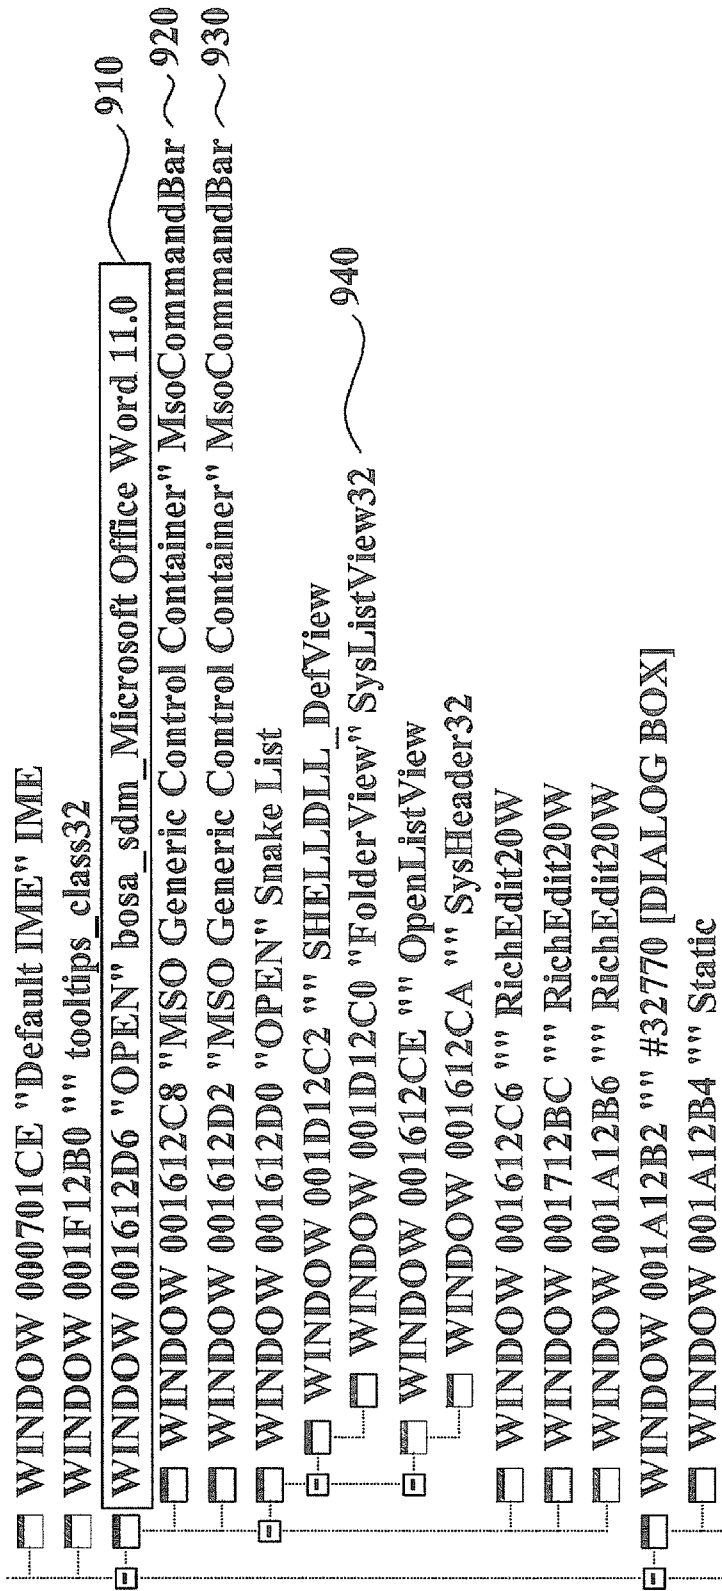 WINDOW 000701CE "Default IME" IME
WINDOW 001F12B0 "" tooltips_class32
WINDOW 001612D6 "OPEN" bosa_sdm_Microsoft Office Word 11.0 910
WINDOW 001612C8 "MSO Generic Control Container" MsoCommandBar 920
WINDOW 001612D2 "MSO Generic Control Container" MsoCommandBar 930
WINDOW 001612D0 "OPEN" Snake List
WINDOW 001D12C2 "" SHELLDLL_DefView
WINDOW 001D12C0 "FolderView" SysListView32 940
WINDOW 001612CE "" OpenListView
WINDOW 001612CA "" SysHeader32
WINDOW 001612C6 "" RichEdit20W
WINDOW 001712BC "" RichEdit20W
WINDOW 001A12B6 "" RichEdit20W
WINDOW 001A12B2 "" #32770 [DIALOG BOX]
WINDOW 001A12B4 "" Static